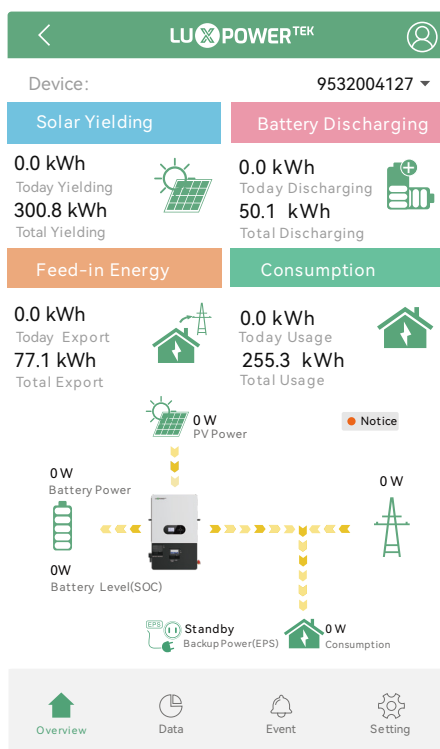 LUXPOWERTEK
Device:
9532004127
Solar Yielding
Battery Discharging
0.0 kWh
Today Yielding
300.8 kWh
Total Yielding
0.0 kWh
Today Discharging
50.1 kWh
Total Discharging
Feed-in Energy
Consumption
0.0 kWh
Today Export
77.1 kWh
Total Export
0.0 kWh
Today Usage
255.3 kWh
Total Usage
0 W
PV Power
Notice
0 W
Battery Power
0 W
0W
Battery Level(SOC)
EPS
Standby
Backup Power(EPS)
0 W
Consumption
Overview
Data
Event
Setting